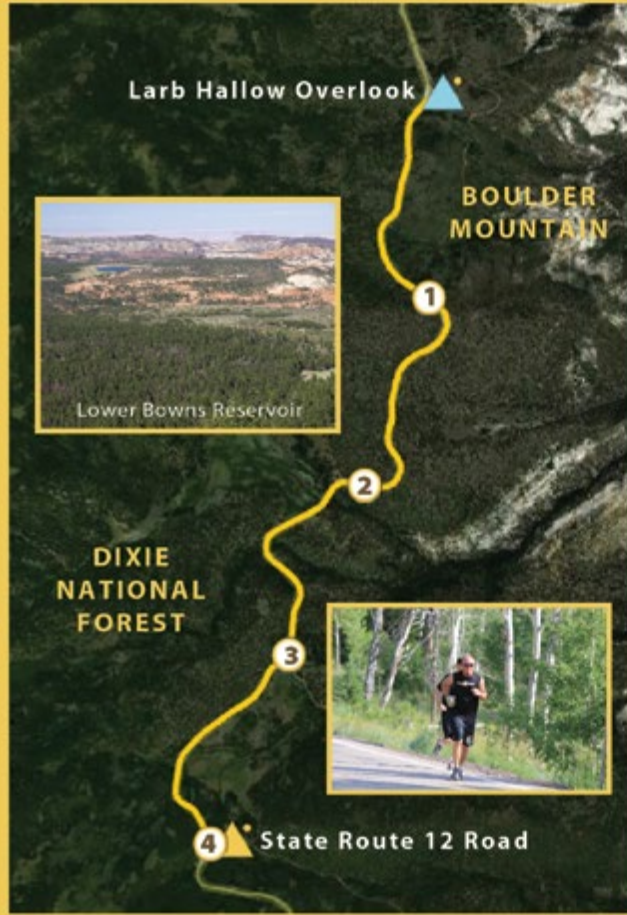 Larb Hallow Overlook
BOULDER
MOUNTAIN
1
Lower Bowns Reservoir
2
DIXIE
NATIONAL
FOREST
3
4
State Route 12 Road